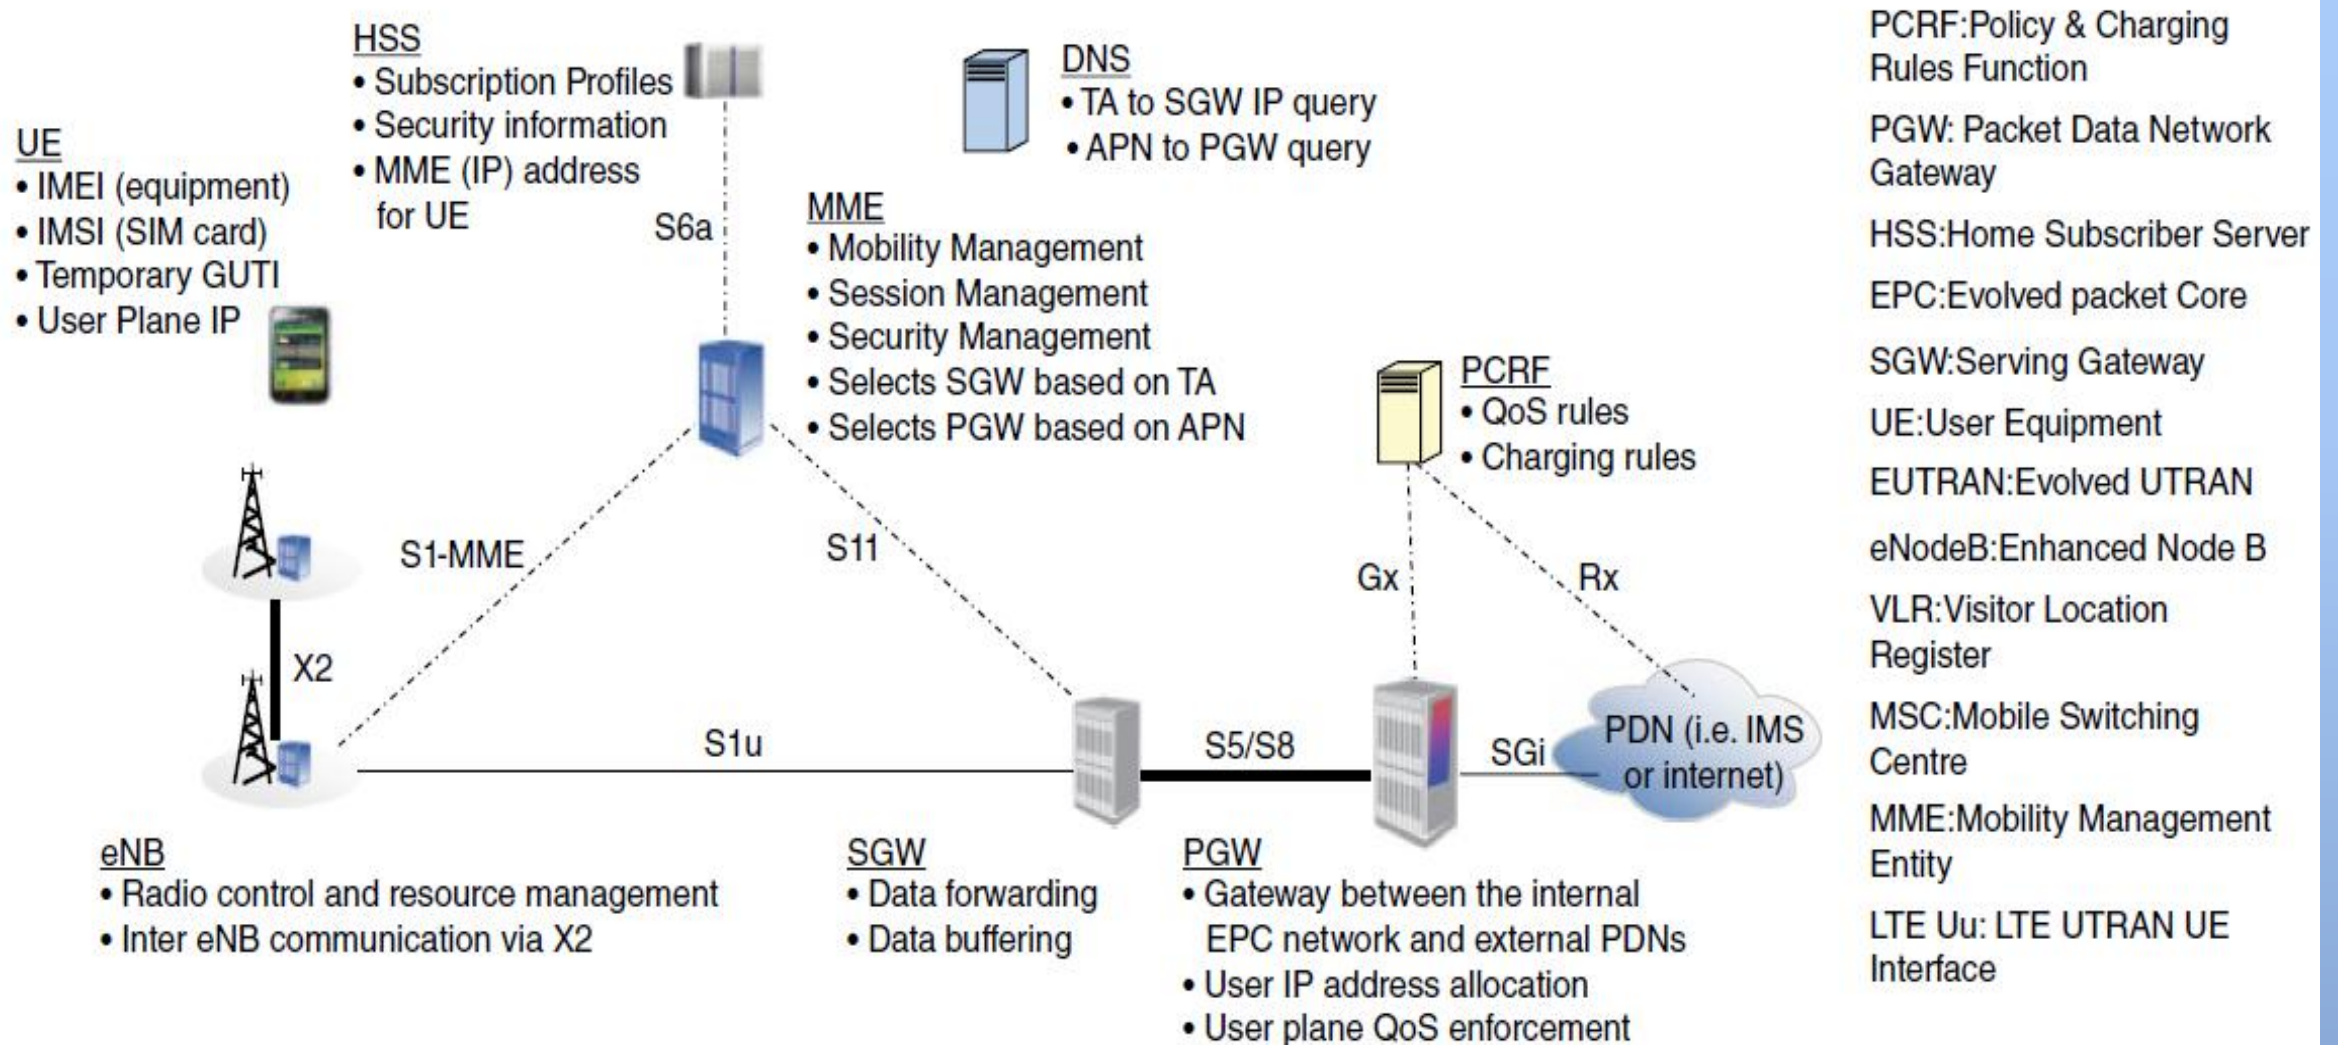 HSS
• Subscription Profiles
• Security information
• MME (IP) address
for UE
UE
• IMEI (equipment)
• IMSI (SIM card)
• Temporary GUTI
• User Plane IP
DNS
• TA to SGW IP query
• APN to PGW query
S6a
MME
• Mobility Management
• Session Management
• Security Management
• Selects SGW based on TA
• Selects PGW based on APN
PCRF
• QoS rules
• Charging rules
S1-MME
S11
Gx
Rx
X2
S1u
S5/S8
SGi
PDN (i.e. IMS
or internet)
eNB
• Radio control and resource management
• Inter eNB communication via X2
SGW
• Data forwarding
• Data buffering
PGW
• Gateway between the internal
EPC network and external PDNs
• User IP address allocation
• User plane QoS enforcement
PCRF:Policy & Charging
Rules Function
PGW: Packet Data Network
Gateway
HSS:Home Subscriber Server
EPC:Evolved packet Core
SGW:Serving Gateway
UE:User Equipment
EUTRAN:Evolved UTRAN
eNodeB:Enhanced Node B
VLR:Visitor Location
Register
MSC:Mobile Switching
Centre
MME:Mobility Management
Entity
LTE Uu: LTE UTRAN UE
Interface